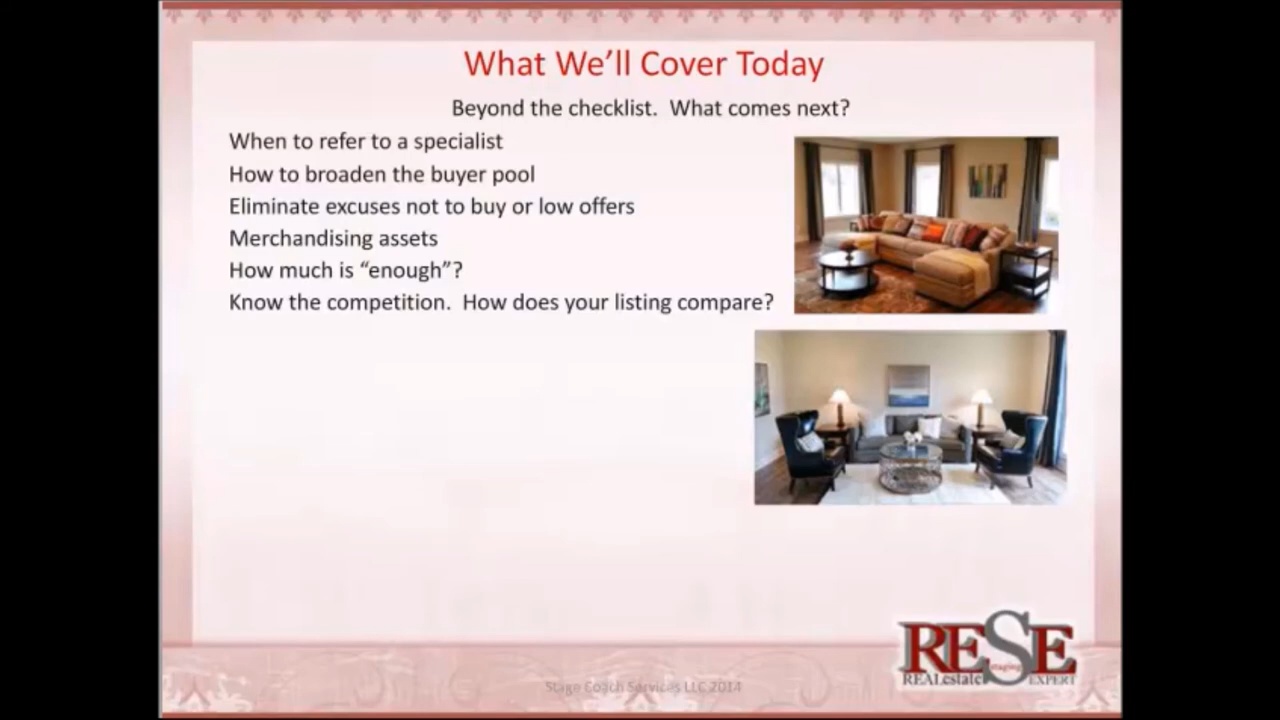 What We’ll Cover Today
Beyond the checklist.  What comes next?
When to refer to a specialist
How to broaden the buyer pool
Eliminate excuses not to buy or low offers
Merchandising assets
How much is “enough”?
Know the competition.  How does your listing compare?
RESE
staging
REALestate EXPERT
Stage Coach Services LLC 2014